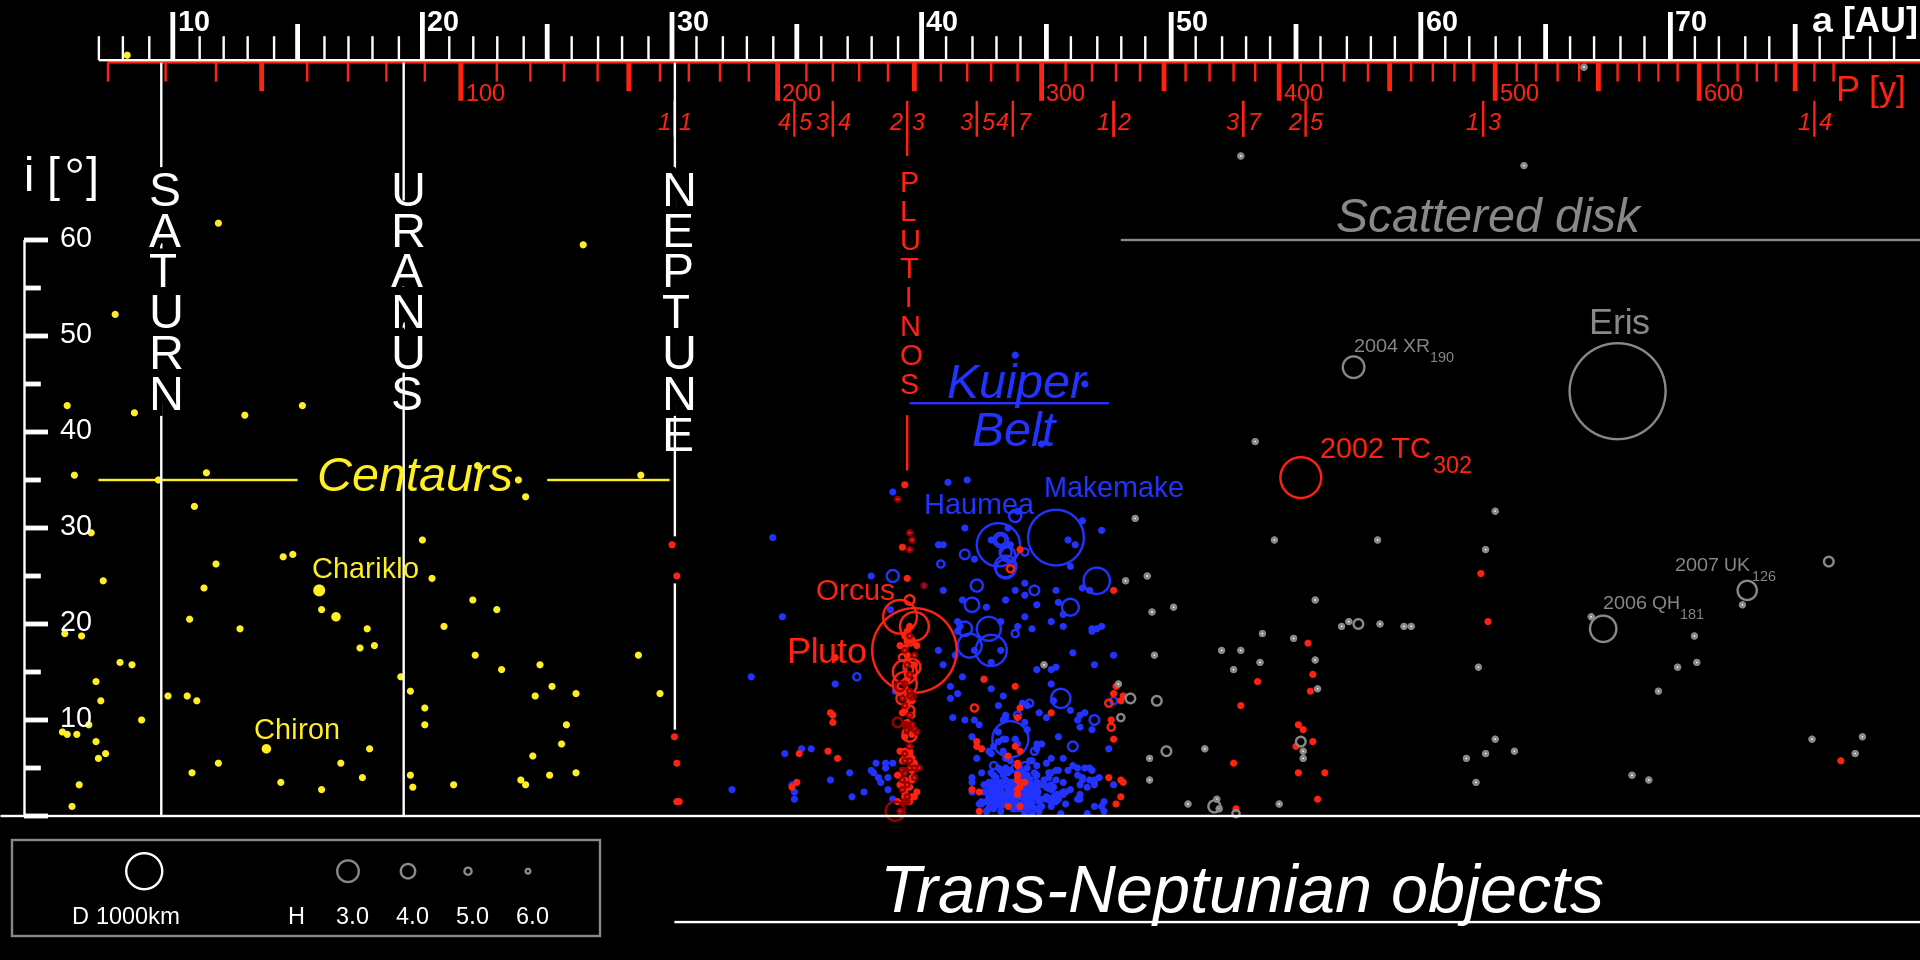 10 20 30 40 50 60 70 a [AU]
100 200 300 400 500 600 P [y]
1|1 4|5 3|4 2|3 3|5 4|7 1|2 3|7 2|5 1|3 1|4
i [°]
60
50
40
30
20
10
SATURN
URANUS
NEPTUNE
PLUTINOS
Scattered disk
Eris
2004 XR190
Kuiper
Belt
2002 TC302
Centaurs
Haumea
Makemake
Chariklo
2007 UK126
Orcus
2006 QH181
Pluto
Chiron
Trans-Neptunian objects
D 1000km H 3.0 4.0 5.0 6.0